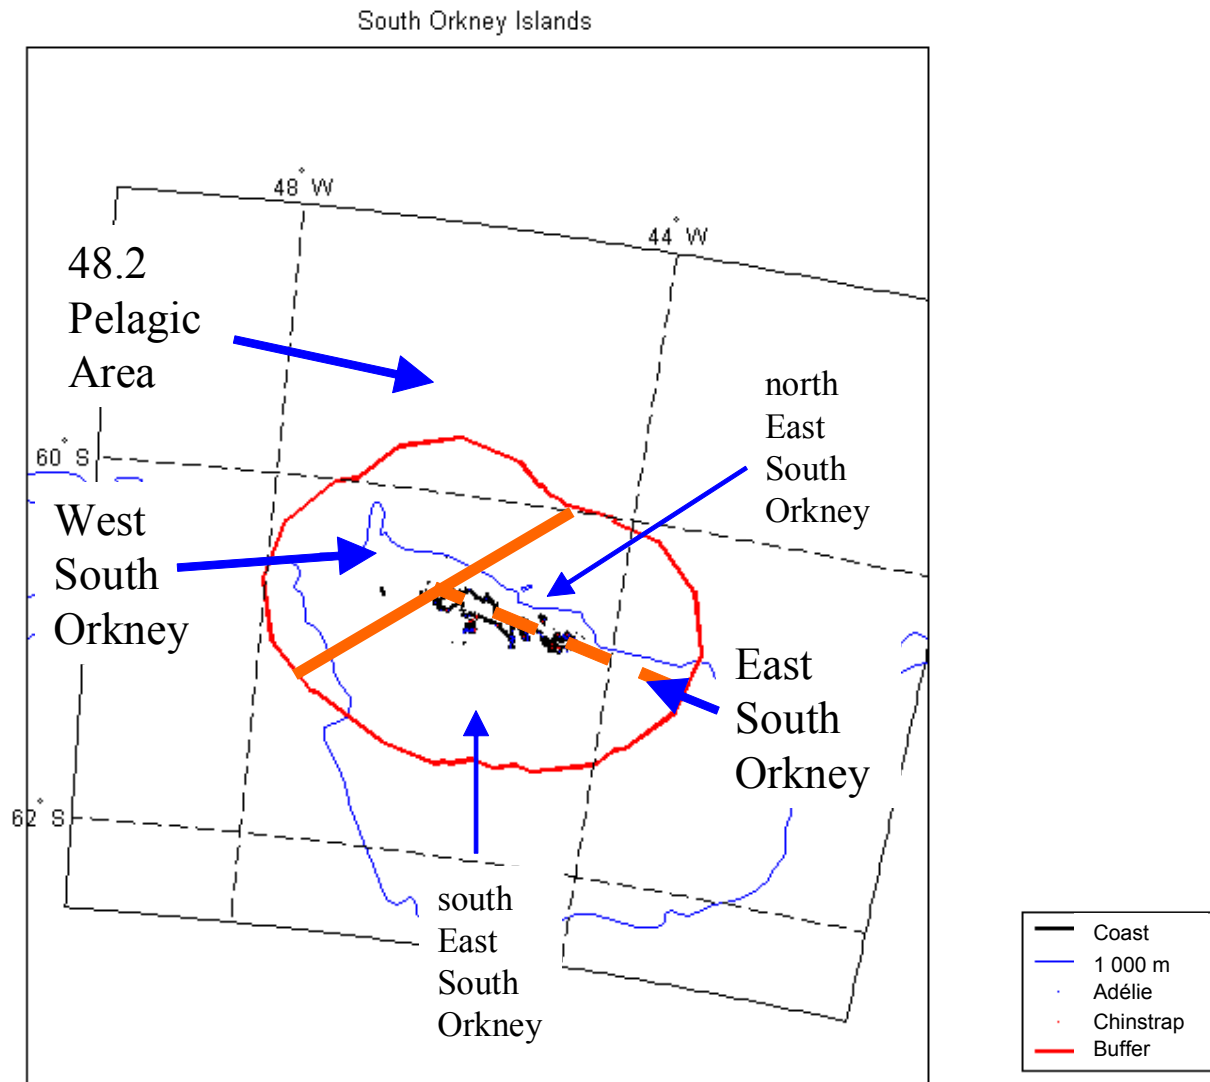 South Orkney Islands
48° W
44° W
48.2
Pelagic
Area
north
East
South
Orkney
60° S
West
South
Orkney
East
South
Orkney
62° S
south
East
South
Orkney
Coast
1 000 m
Adélie
Chinstrap
Buffer